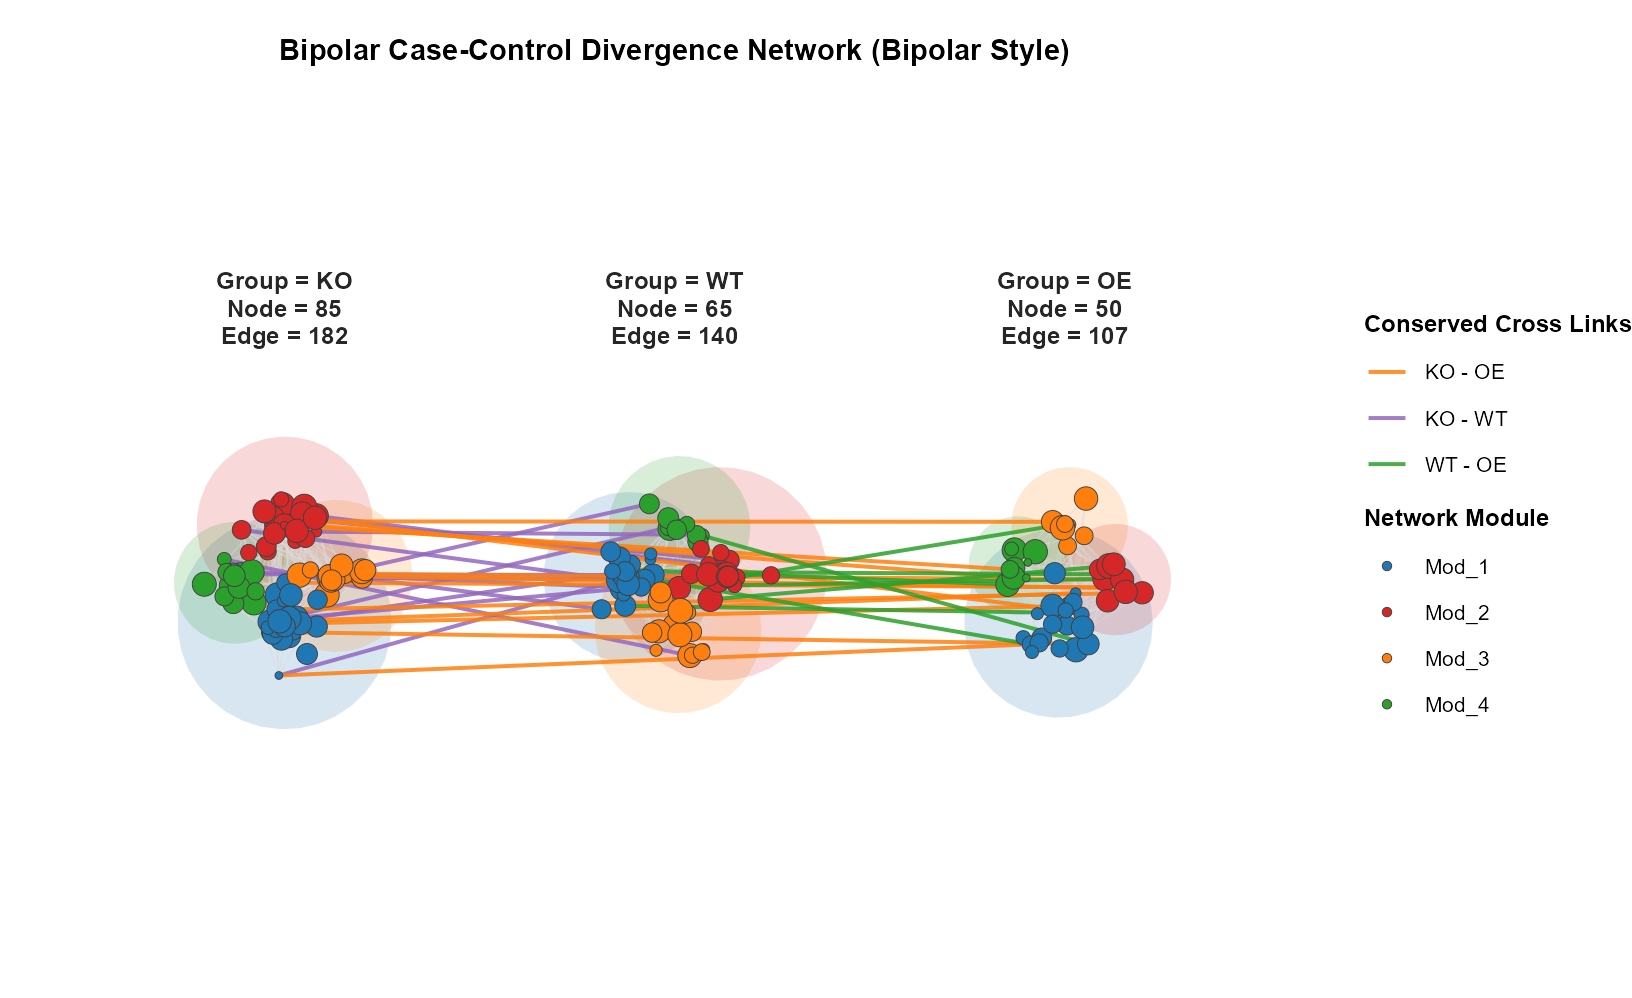 Bipolar Case-Control Divergence Network (Bipolar Style)
Group = KO
Node = 85
Edge = 182
Group = WT
Node = 65
Edge = 140
Group = OE
Node = 50
Edge = 107
Conserved Cross Links
KO - OE
KO - WT
WT - OE
Network Module
Mod_1
Mod_2
Mod_3
Mod_4